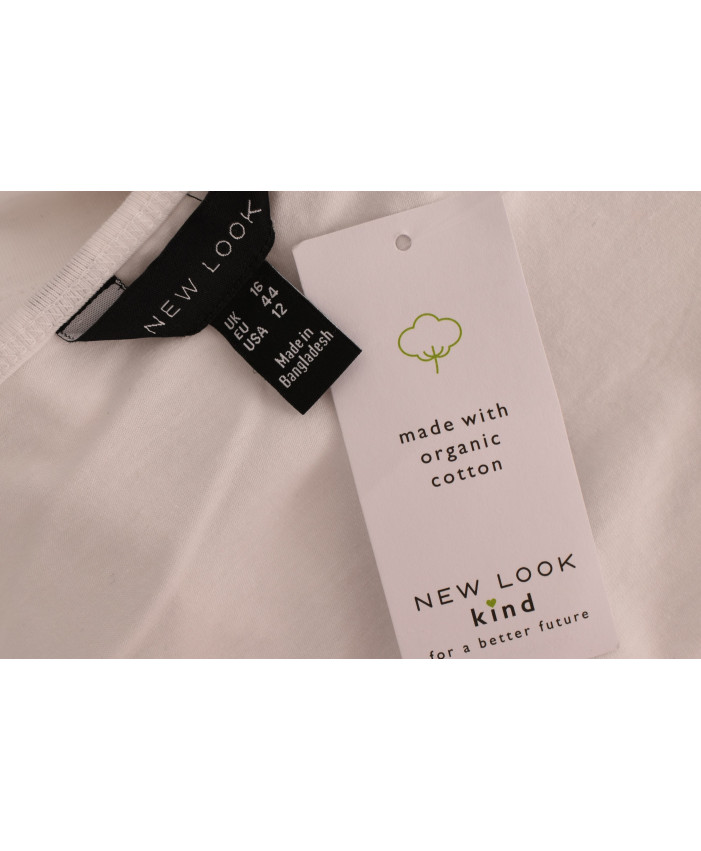 NEW LOOK
UK 16
EU 44
USA 12
Made in
Bangladesh
made with
organic
cotton
NEW LOOK
kind
for a better future